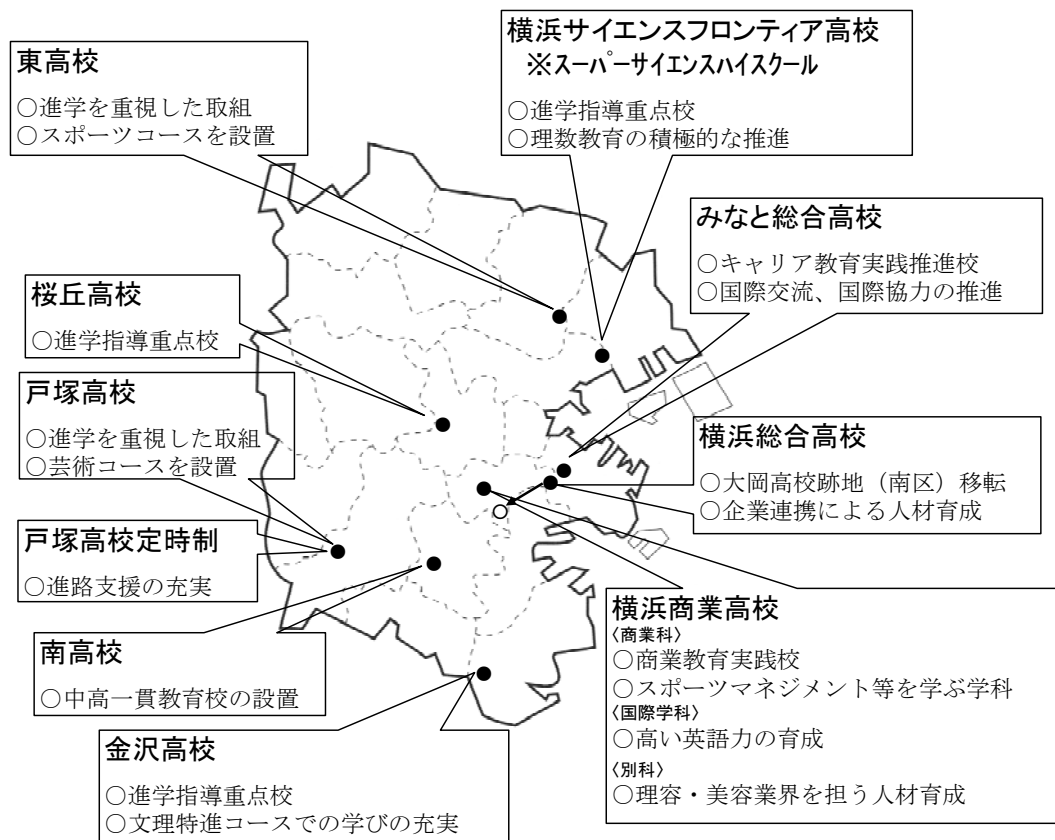 東高校
○進学を重視した取組
○スポーツコースを設置
横浜サイエンスフロンティア高校
※スーパーサイエンスハイスクール
○進学指導重点校
○理数教育の積極的な推進
みなと総合高校
○キャリア教育実践推進校
○国際交流、国際協力の推進
桜丘高校
○進学指導重点校
戸塚高校
○進学を重視した取組
○芸術コースを設置
横浜総合高校
○大岡高校跡地（南区）移転
○企業連携による人材育成
戸塚高校定時制
○進路支援の充実
横浜商業高校
〈商業科〉
○商業教育実践校
○スポーツマネジメント等を学ぶ学科
〈国際学科〉
○高い英語力の育成
〈別科〉
○理容・美容業界を担う人材育成
南高校
○中高一貫教育校の設置
金沢高校
○進学指導重点校
○文理特進コースでの学びの充実